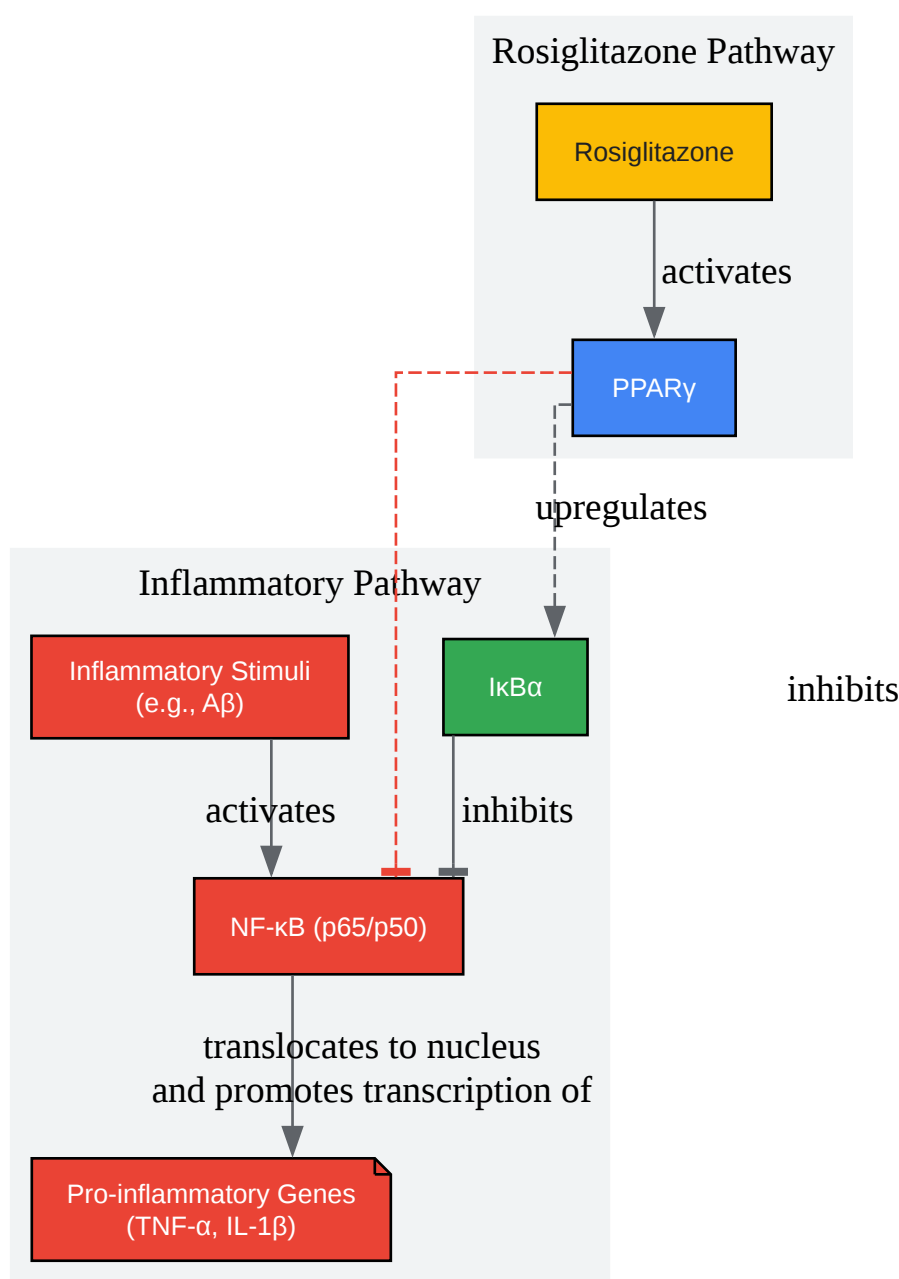 Rosiglitazone Pathway
Rosiglitazone
activates
PPARγ
upregulates
Inflammatory Pathway
Inflammatory Stimuli
(e.g., Aβ)
IκBα
inhibits
activates
inhibits
NF-κB (p65/p50)
translocates to nucleus
and promotes transcription of
Pro-inflammatory Genes
(TNF-α, IL-1β)